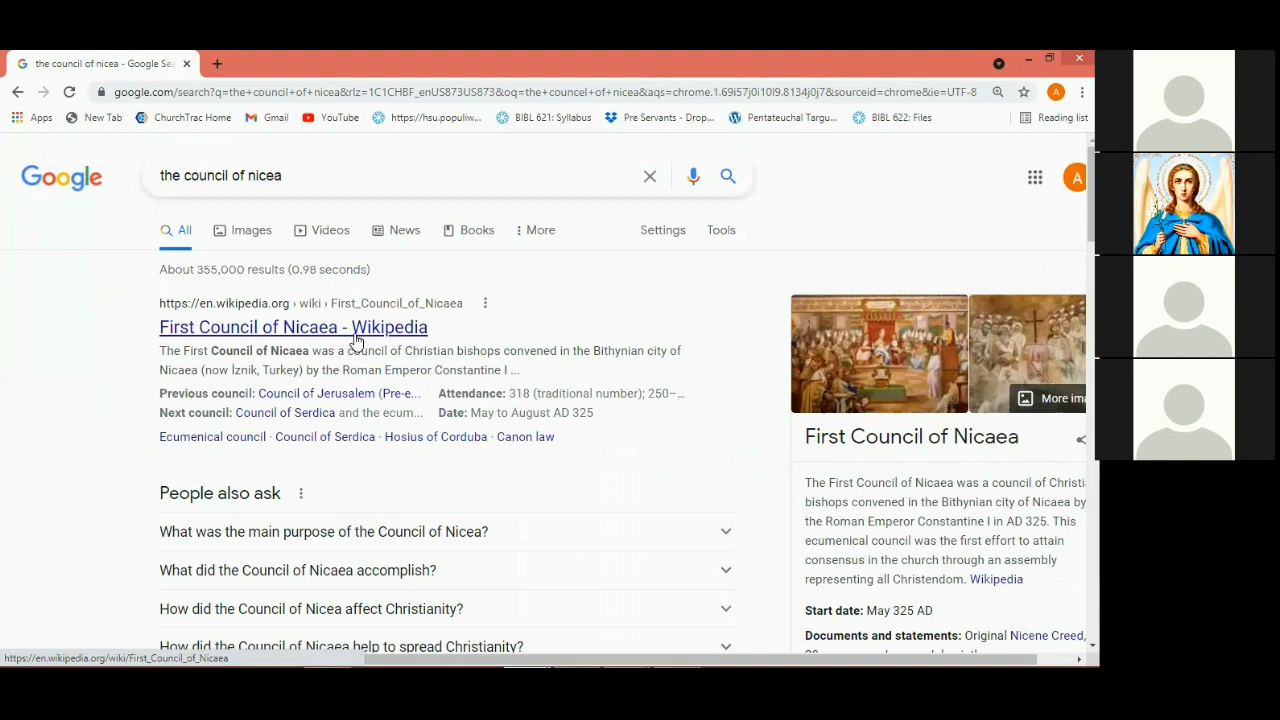 the council of nicea - Google Sea
google.com/search?q=the+council+of+nicea&rlz=1C1CHBF_enUS873US873&oq=the+councel+of+nicea&aqs=chrome.1.69i57j0i10l9.8134j0j7&sourceid=chrome&ie=UTF-8
A
Apps
New Tab
ChurchTrac Home
Gmail
YouTube
https://hsu.populiw...
BIBL 621: Syllabus
Pre Servants - Drop...
Pentateuchal Targu...
BIBL 622: Files
Reading list
Google
the council of nicea
A
All
Images
Videos
News
Books
More
Settings
Tools
About 355,000 results (0.98 seconds)
https://en.wikipedia.org › wiki › First_Council_of_Nicaea
First Council of Nicaea - Wikipedia
The First Council of Nicaea was a council of Christian bishops convened in the Bithynian city of
Nicaea (now İznik, Turkey) by the Roman Emperor Constantine I ...
Previous council: Council of Jerusalem (Pre-e... Attendance: 318 (traditional number); 250–...
Next council: Council of Serdica and the ecum... Date: May to August AD 325
Ecumenical council · Council of Serdica · Hosius of Corduba · Canon law
People also ask
What was the main purpose of the Council of Nicea?
What did the Council of Nicaea accomplish?
How did the Council of Nicea affect Christianity?
How did the Council of Nicaea help to spread Christianity?
More ima
First Council of Nicaea
The First Council of Nicaea was a council of Christi
bishops convened in the Bithynian city of Nicaea by
the Roman Emperor Constantine I in AD 325. This
ecumenical council was the first effort to attain
consensus in the church through an assembly
representing all Christendom. Wikipedia
Start date: May 325 AD
Documents and statements: Original Nicene Creed,
https://en.wikipedia.org/wiki/First_Council_of_Nicaea